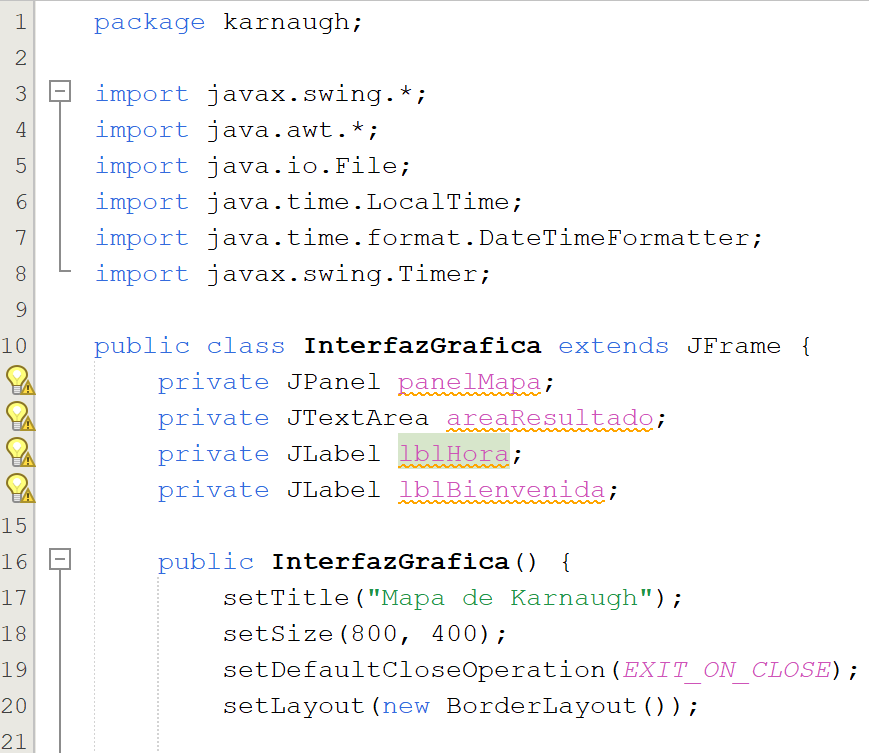 1 package karnaugh;
2
3 import javax.swing.*;
4 import java.awt.*;
5 import java.io.File;
6 import java.time.LocalTime;
7 import java.time.format.DateTimeFormatter;
8 import javax.swing.Timer;
9
10 public class InterfazGrafica extends JFrame {
private JPanel panelMapa;
private JTextArea areaResultado;
private JLabel lblHora;
private JLabel lblBienvenida;
15
16 public InterfazGrafica() {
17 setTitle("Mapa de Karnaugh");
18 setSize(800, 400);
19 setDefaultCloseOperation(EXIT_ON_CLOSE);
20 setLayout(new BorderLayout());
21